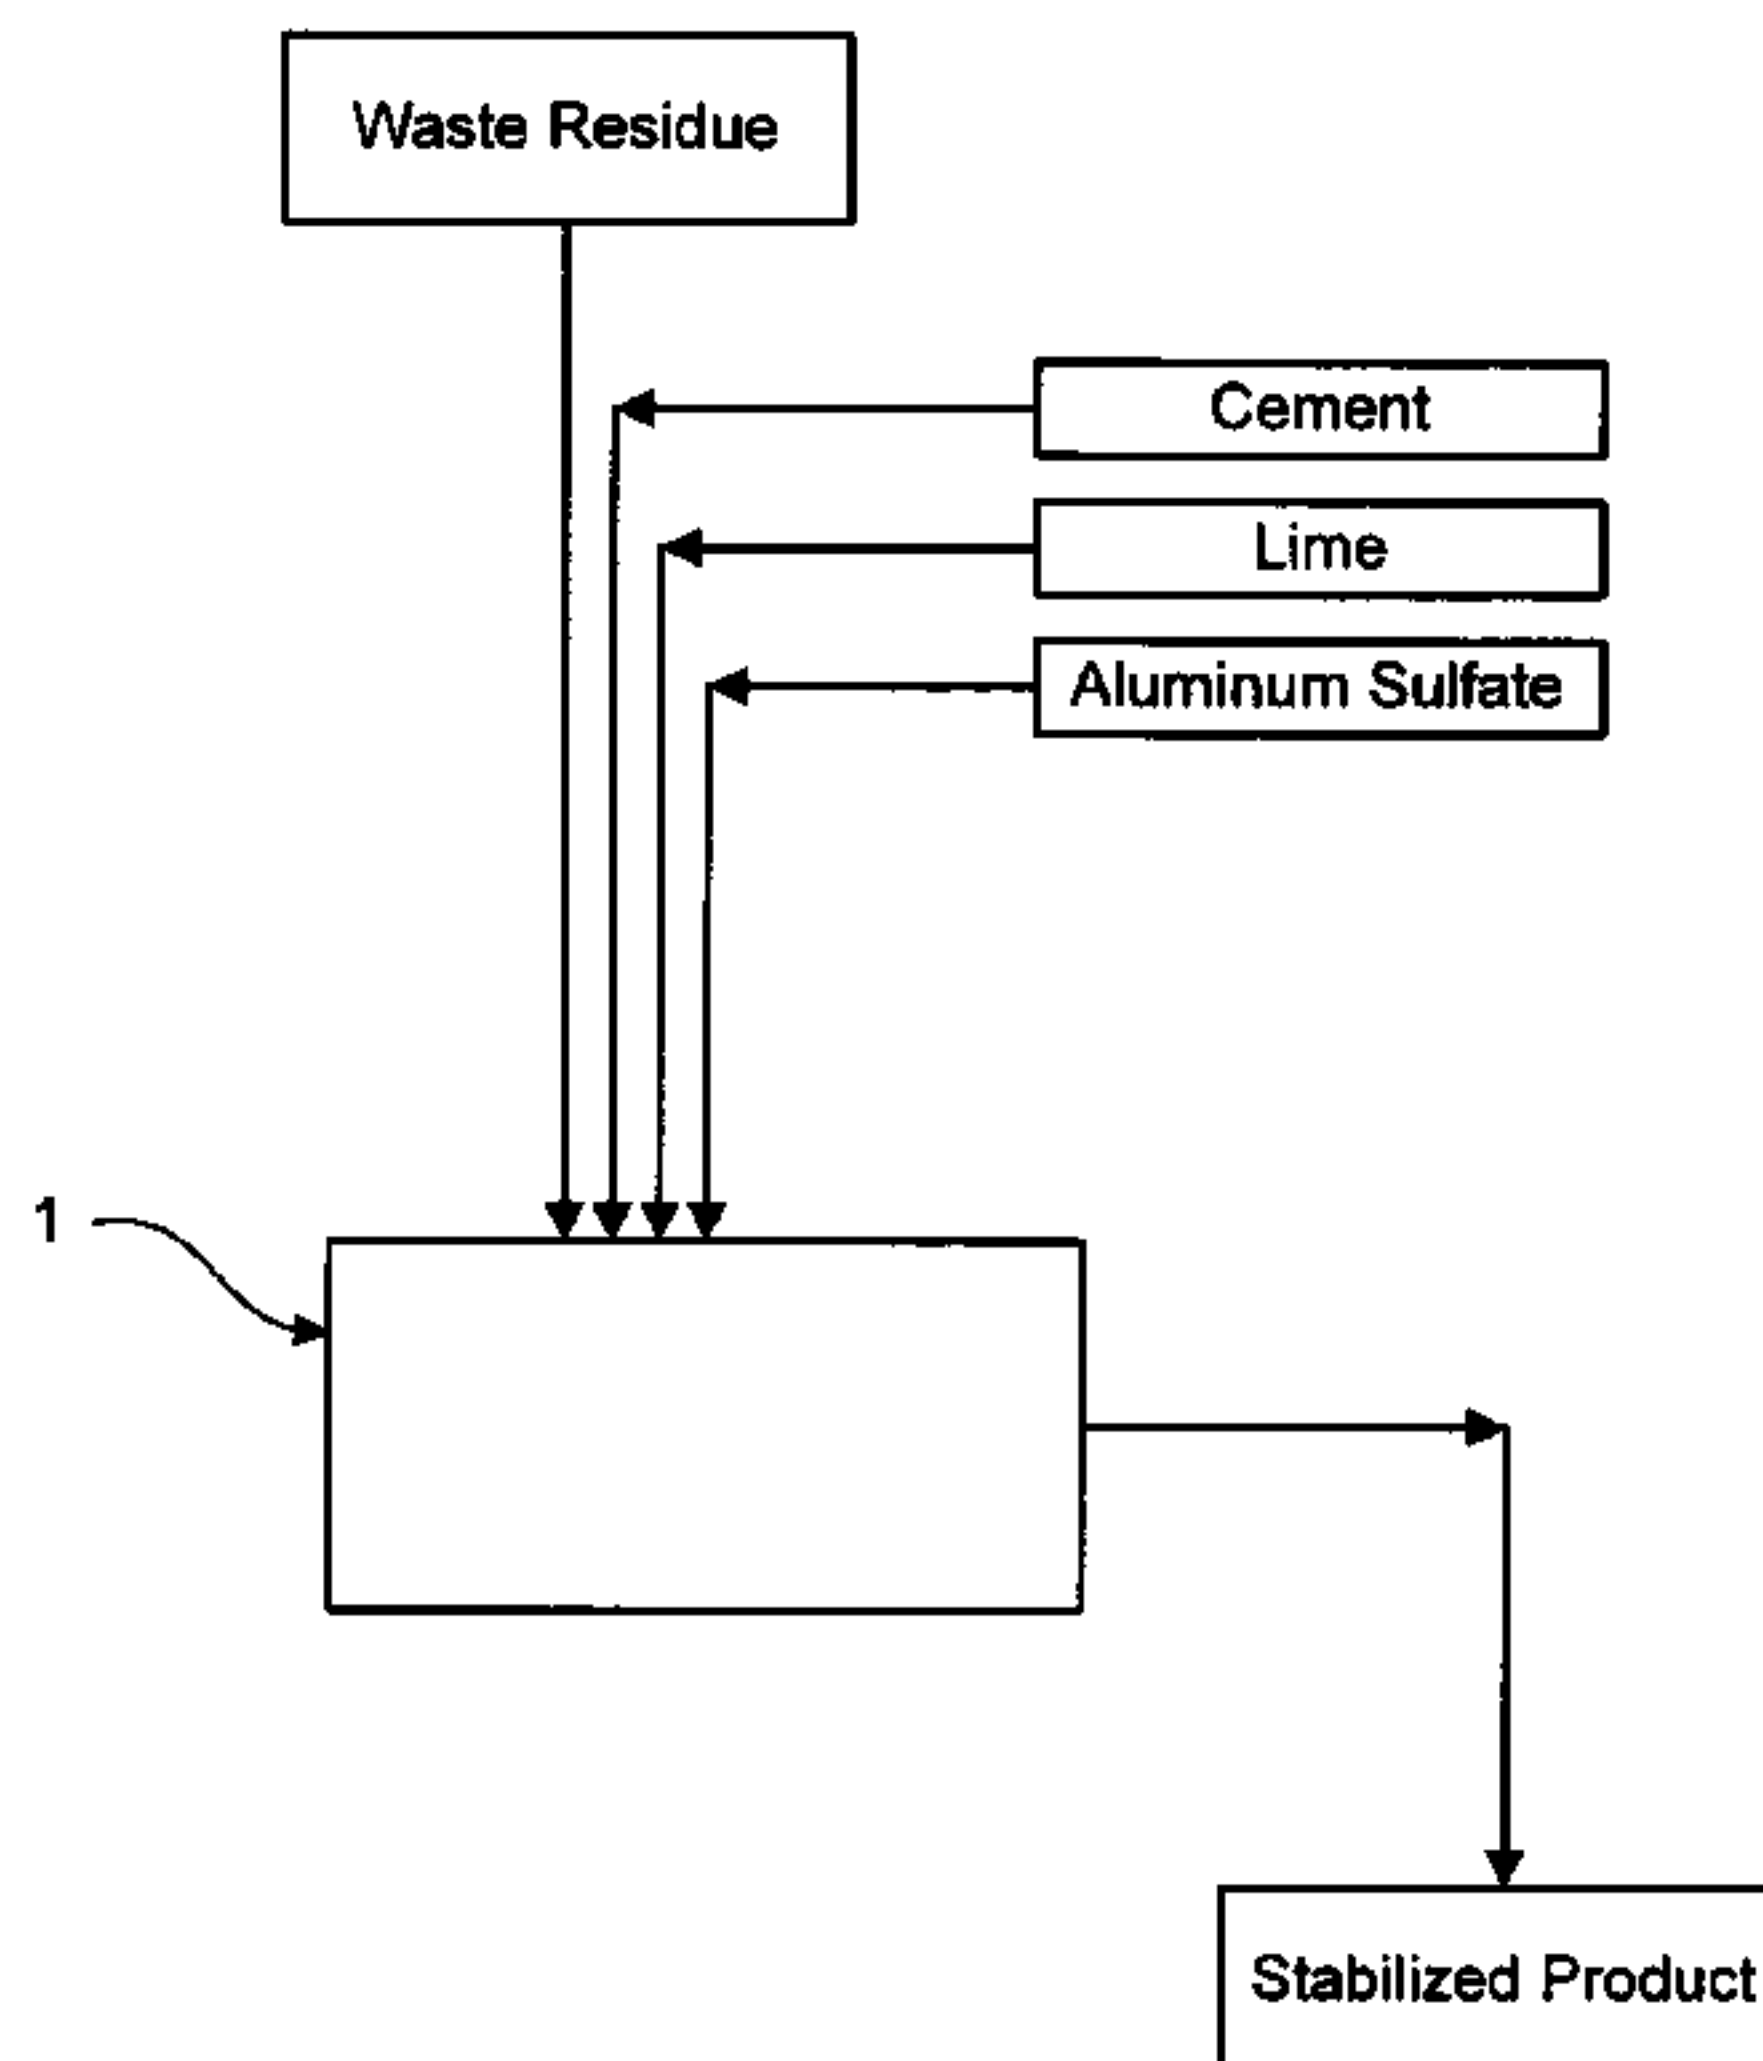 Waste Residue
Cement
Lime
Aluminum Sulfate
1
Stabilized Product